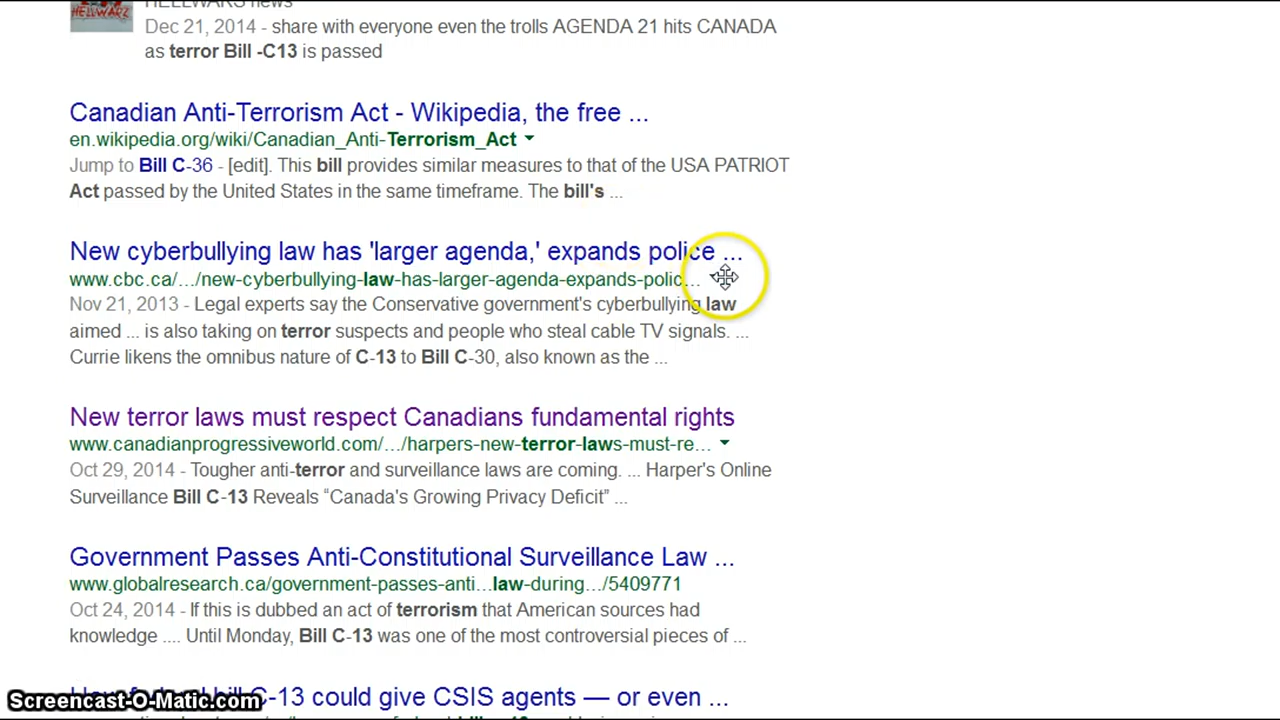 HELLWARS news
HELLWARZ
Dec 21, 2014 - share with everyone even the trolls AGENDA 21 hits CANADA
as terror Bill -C13 is passed
Canadian Anti-Terrorism Act - Wikipedia, the free ...
en.wikipedia.org/wiki/Canadian_Anti-Terrorism_Act
Jump to Bill C-36 - [edit]. This bill provides similar measures to that of the USA PATRIOT
Act passed by the United States in the same timeframe. The bill's ...
New cyberbullying law has 'larger agenda,' expands police ...
www.cbc.ca/.../new-cyberbullying-law-has-larger-agenda-expands-polic...
Nov 21, 2013 - Legal experts say the Conservative government's cyberbullying law
aimed ... is also taking on terror suspects and people who steal cable TV signals. ...
Currie likens the omnibus nature of C-13 to Bill C-30, also known as the ...
New terror laws must respect Canadians fundamental rights
www.canadianprogressiveworld.com/.../harpers-new-terror-laws-must-re...
Oct 29, 2014 - Tougher anti-terror and surveillance laws are coming. ... Harper's Online
Surveillance Bill C-13 Reveals “Canada's Growing Privacy Deficit” ...
Government Passes Anti-Constitutional Surveillance Law ...
www.globalresearch.ca/government-passes-anti...law-during.../5409771
Oct 24, 2014 - If this is dubbed an act of terrorism that American sources had
knowledge .... Until Monday, Bill C-13 was one of the most controversial pieces of ...
C-13 could give CSIS agents — or even ...
Screencast-O-Matic.com